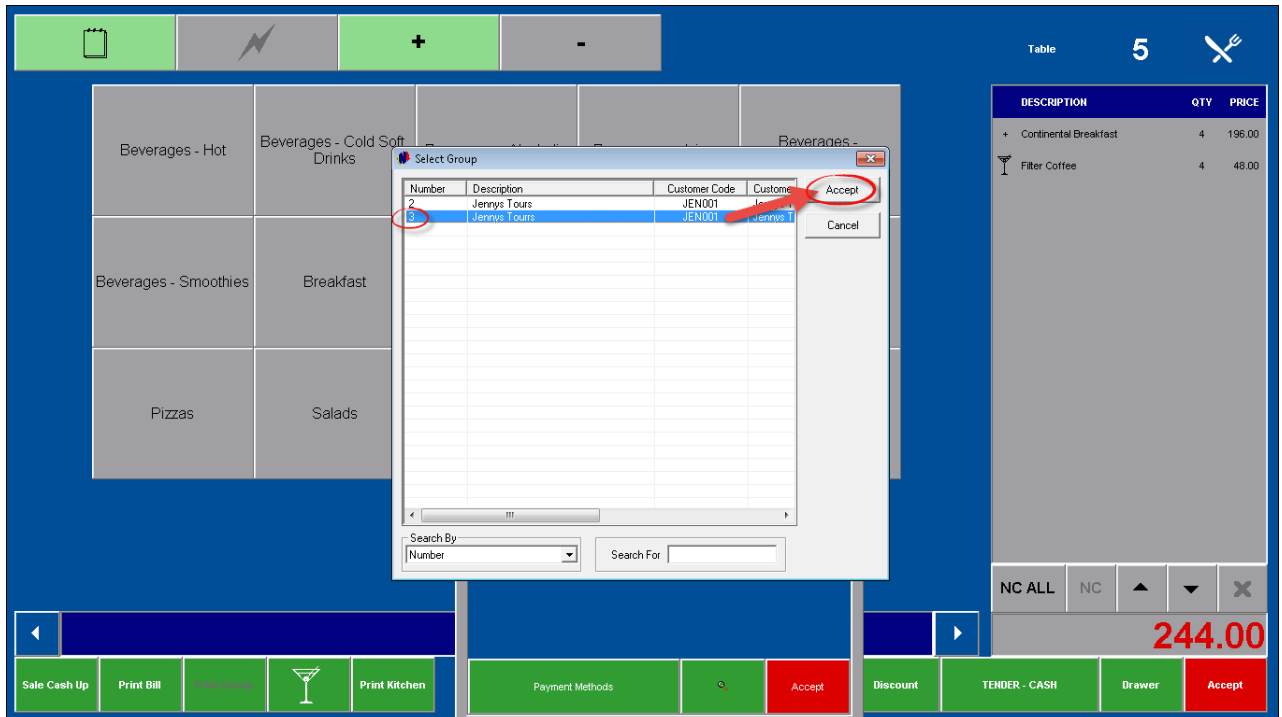 +
-
Table 5
DESCRIPTION QTY PRICE
+ Continental Breakfast 4 196.00
Filter Coffee 4 48.00
Beverages - Hot
Beverages - Cold Soft
Drinks
Beverages -
Beverages - Smoothies
Breakfast
Pizzas
Salads
Select Group
Number Description Customer Code Custome
2 Jennys Tours JEN001 Jennys T
3 Jennys Tourrs JEN001 Jennys T
Accept
Cancel
Search By
Number
Search For
NC ALL NC
244.00
Sale Cash Up
Print Bill
Print Kitchen
Payment Methods
Accept
Discount
TENDER - CASH
Drawer
Accept